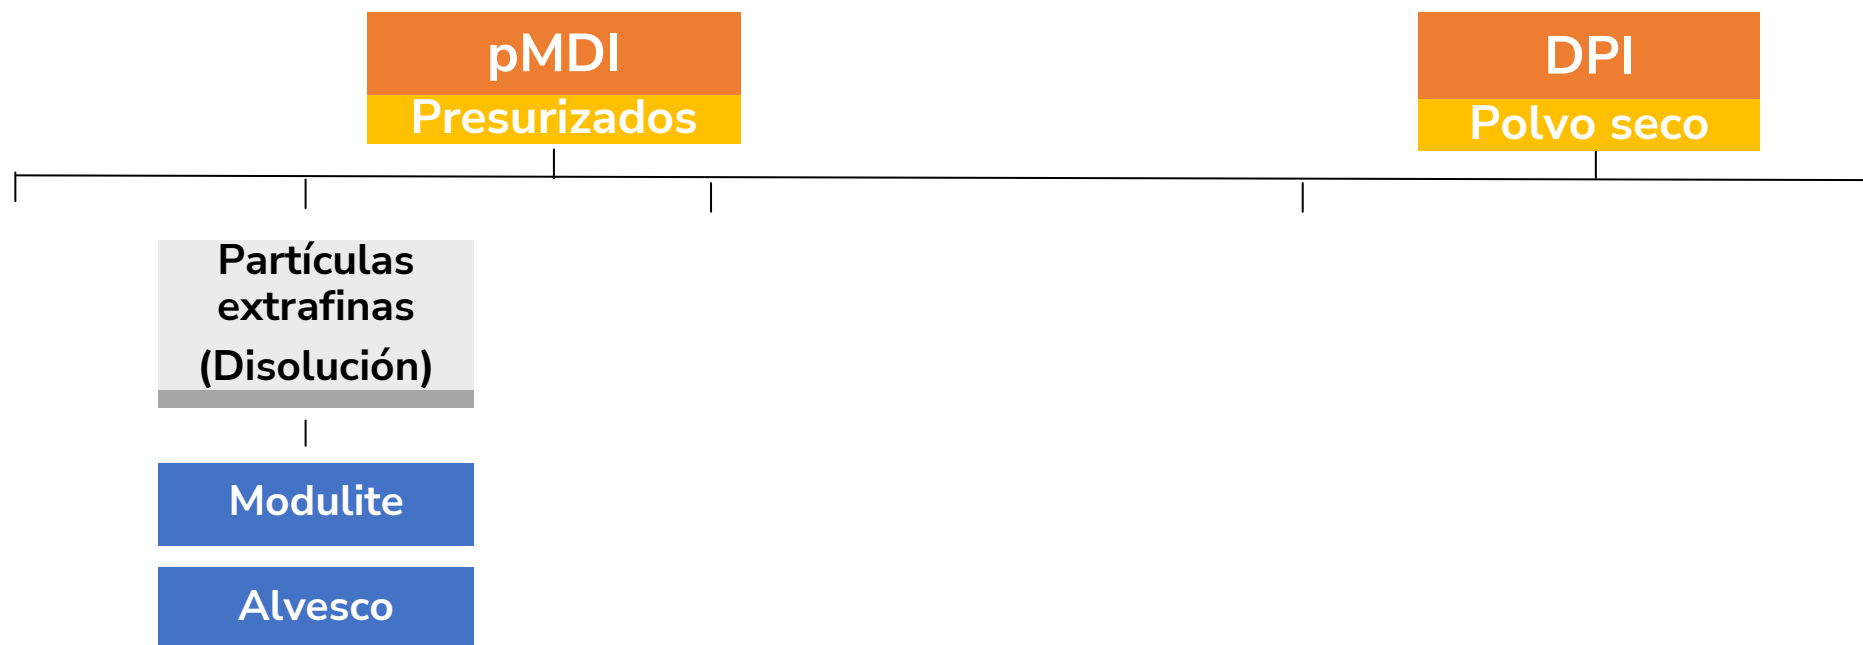 pMDI
Presurizados
DPI
Polvo seco
Partículas
extrafinas
(Disolución)
Modulite
Alvesco